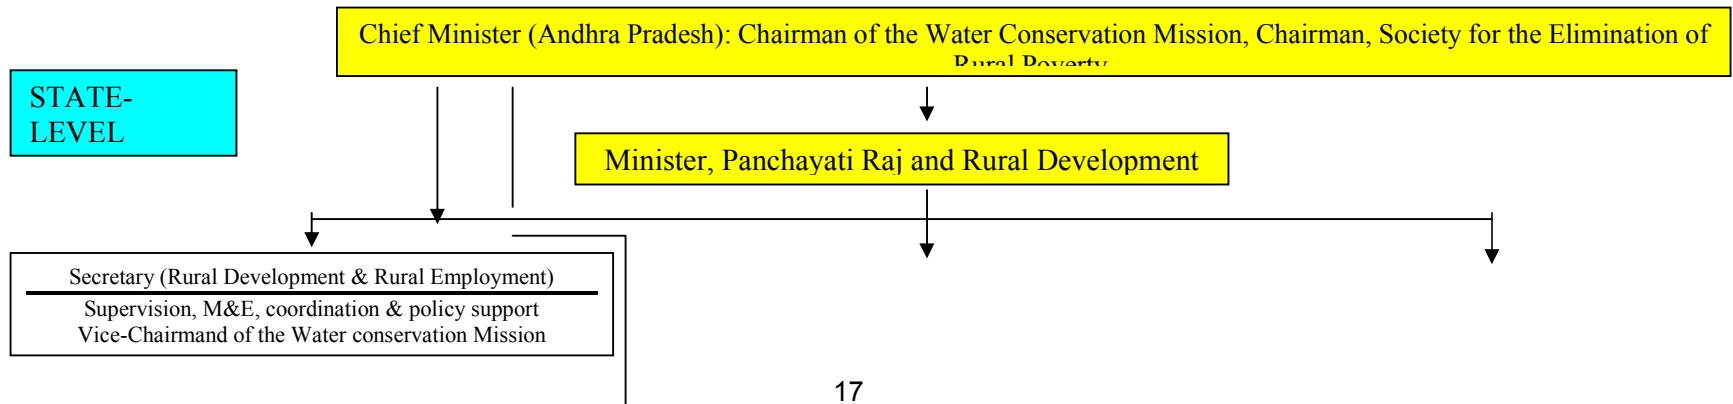 Chief Minister (Andhra Pradesh): Chairman of the Water Conservation Mission, Chairman, Society for the Elimination of
Rural Poverty
STATE-
LEVEL
Minister, Panchayati Raj and Rural Development
Secretary (Rural Development & Rural Employment)
Supervision, M&E, coordination & policy support
Vice-Chairmand of the Water conservation Mission
17